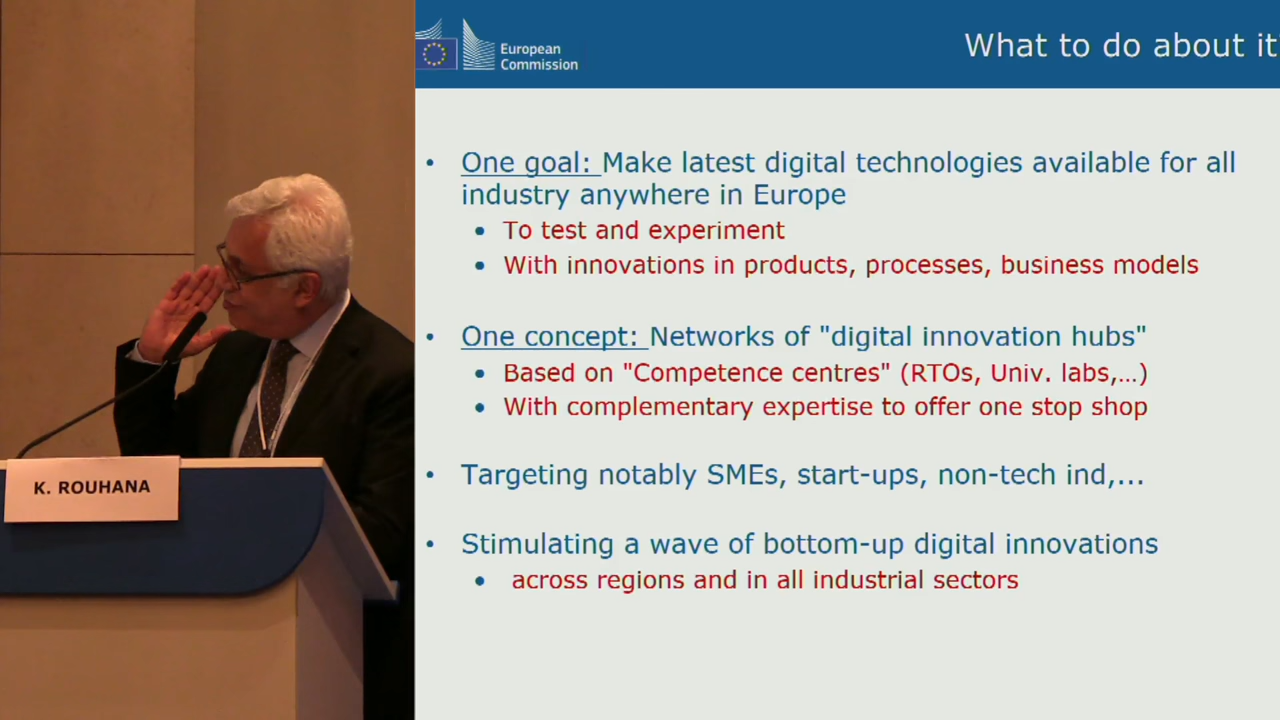 European
Commission
What to do about it
• One goal: Make latest digital technologies available for all
industry anywhere in Europe
• To test and experiment
• With innovations in products, processes, business models
• One concept: Networks of "digital innovation hubs"
• Based on "Competence centres" (RTOs, Univ. labs,...)
• With complementary expertise to offer one stop shop
• Targeting notably SMEs, start-ups, non-tech ind,...
• Stimulating a wave of bottom-up digital innovations
• across regions and in all industrial sectors
K. ROUHANA